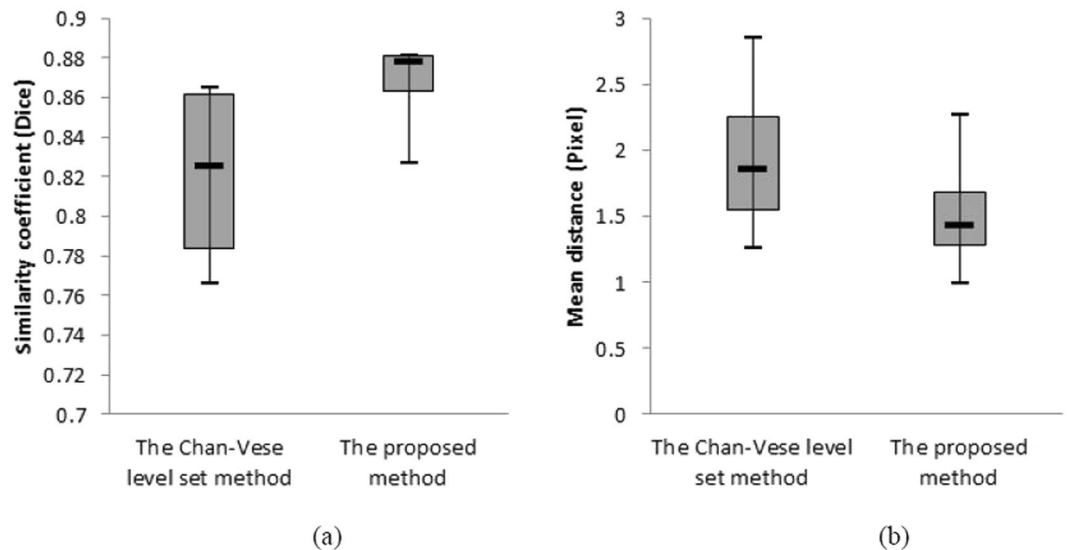 Similarity coefficient (Dice)
0.9
0.88
0.86
0.84
0.82
0.8
0.78
0.76
0.74
0.72
0.7
The Chan-Vese
level set method
The proposed
method
(a)
Mean distance (Pixel)
3
2.5
2
1.5
1
0.5
0
The Chan-Vese level
set method
The proposed
method
(b)